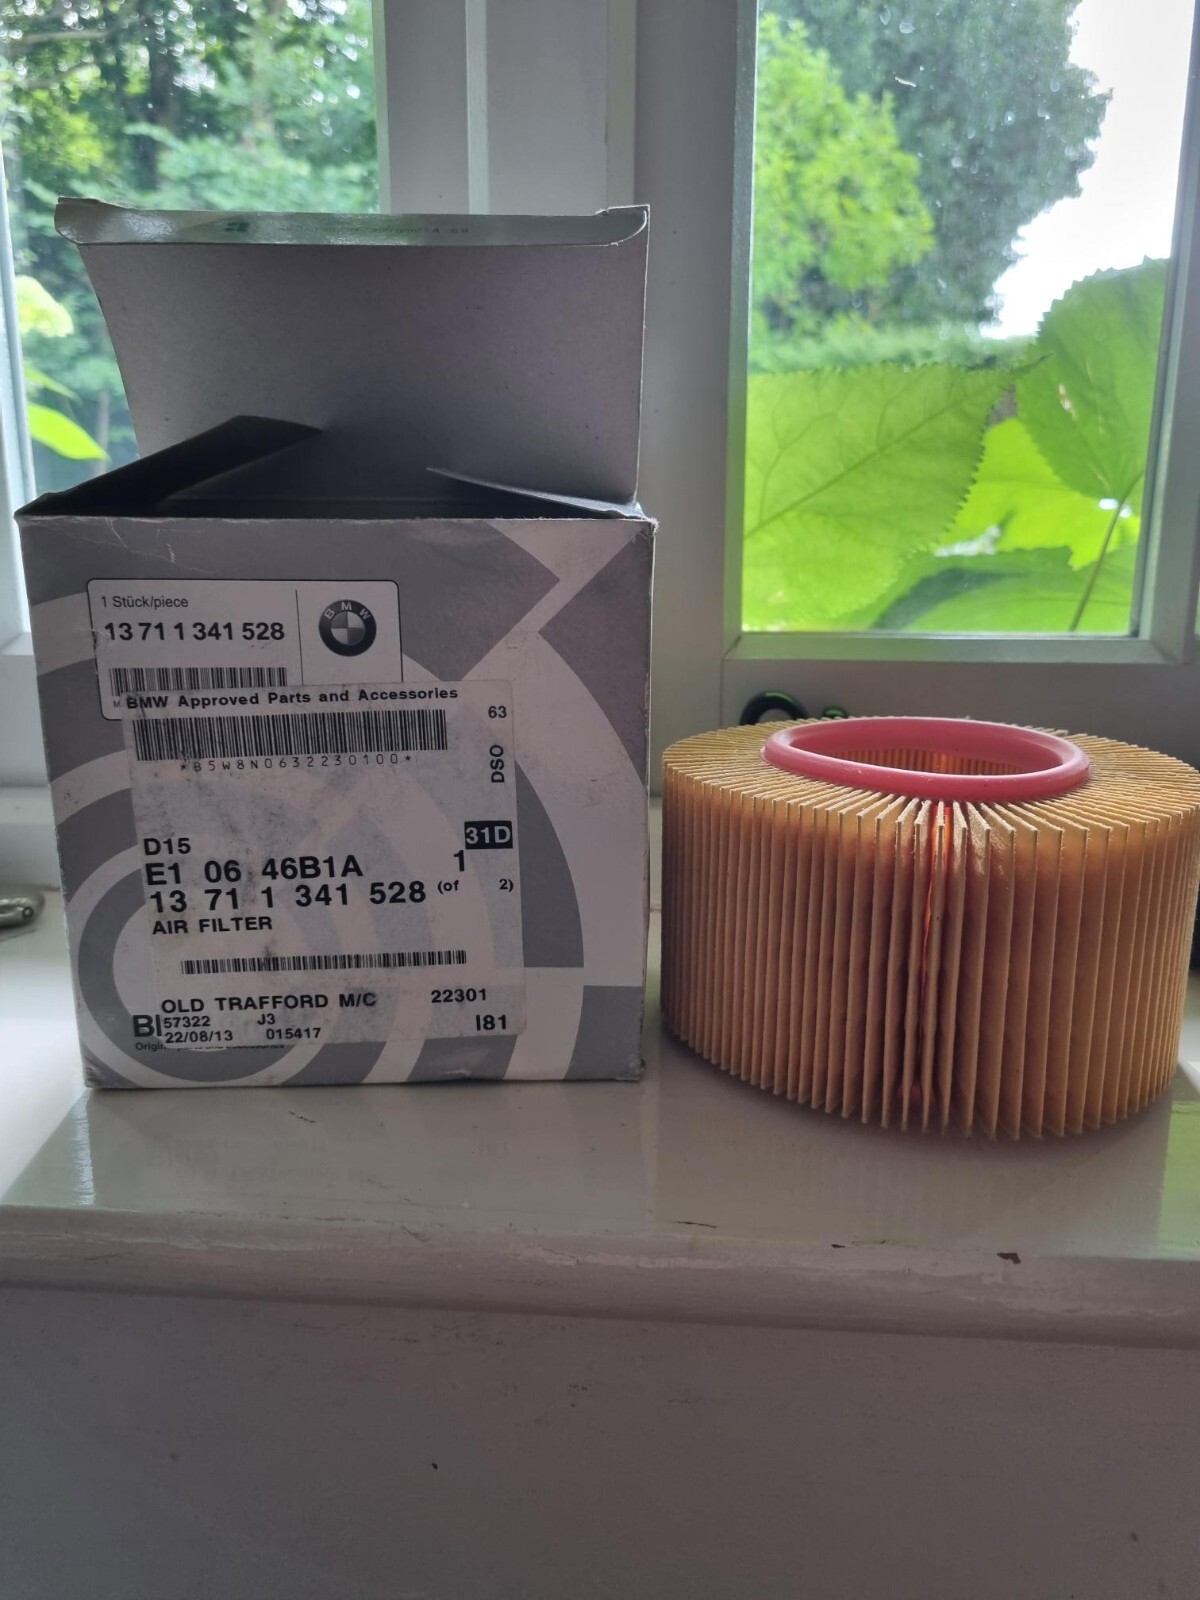 1 Stück/piece
13 71 1 341 528
BMW
BMW Approved Parts and Accessories
*B5W8N0632230100*
63
DSO
D15
31D
E1 06 46B1A
1
13 71 1 341 528 (of 2)
AIR FILTER
OLD TRAFFORD M/C 22301
57322 J3
22/08/13 015417
I81